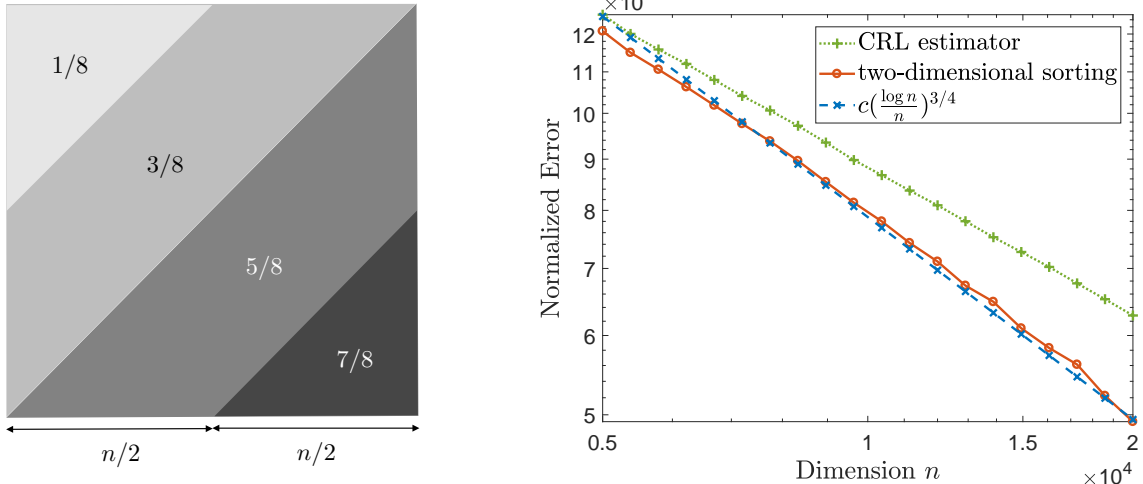 1/8
3/8
5/8
7/8
n/2
n/2
12
11
10
9
8
7
6
5
Normalized Error
CRL estimator
two-dimensional sorting
c(log n/n)^{3/4}
0.5
1
1.5
2
Dimension n
×10^4